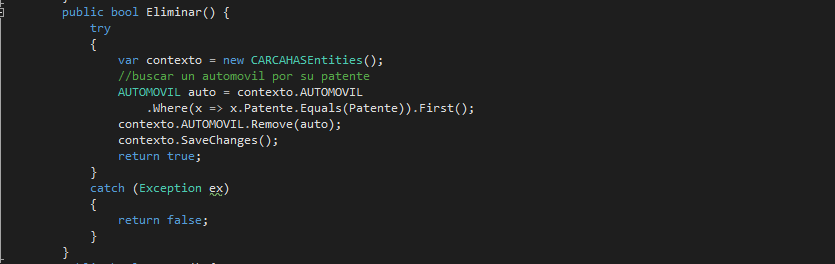 public bool Eliminar() {
try
{
var contexto = new CARCAHASEntities();
//buscar un automovil por su patente
AUTOMOVIL auto = contexto.AUTOMOVIL
.Where(x => x.Patente.Equals(Patente)).First();
contexto.AUTOMOVIL.Remove(auto);
contexto.SaveChanges();
return true;
}
catch (Exception ex)
{
return false;
}
}